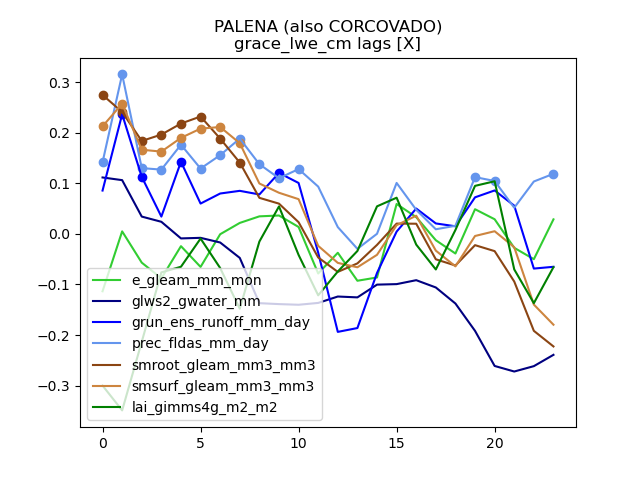 PALENA (also CORCOVADO)
grace_lwe_cm lags [X]
0.3
0.2
0.1
0.0
−0.1
−0.2
−0.3
e_gleam_mm_mon
glws2_gwater_mm
grun_ens_runoff_mm_day
prec_fldas_mm_day
smroot_gleam_mm3_mm3
smsurf_gleam_mm3_mm3
lai_gimms4g_m2_m2
0 5 10 15 20